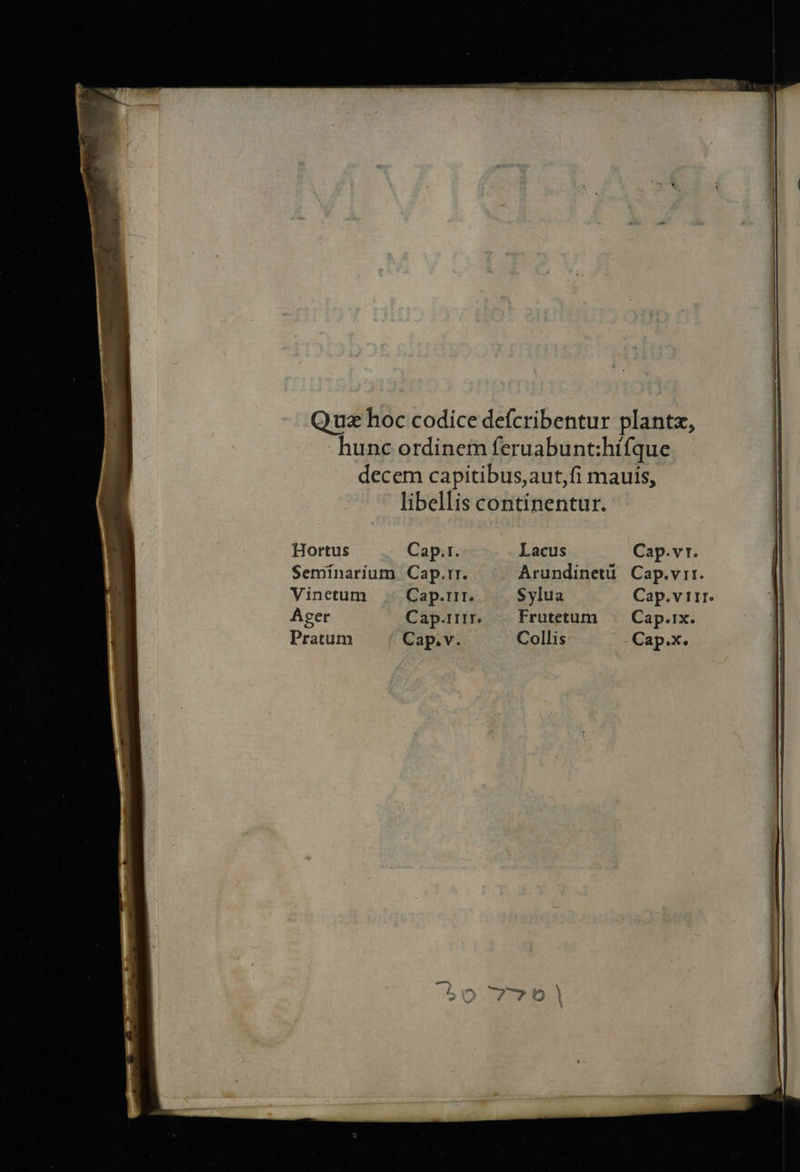 Quæ hoc codice deſcribentur plantæ,
hunc ordinem ſeruabunt:hiſque
decem capitibus,aut,ſi mauis,
libellis continentur.
Hortus Cap.I. Lacus Cap.VI.
Seminarium Cap.II. Arundinetū Cap.VII.
Vinetum Cap.III. Sylua Cap.VIII.
Ager Cap.IIII. Frutetum Cap.IX.
Pratum Cap.V. Collis Cap.X.